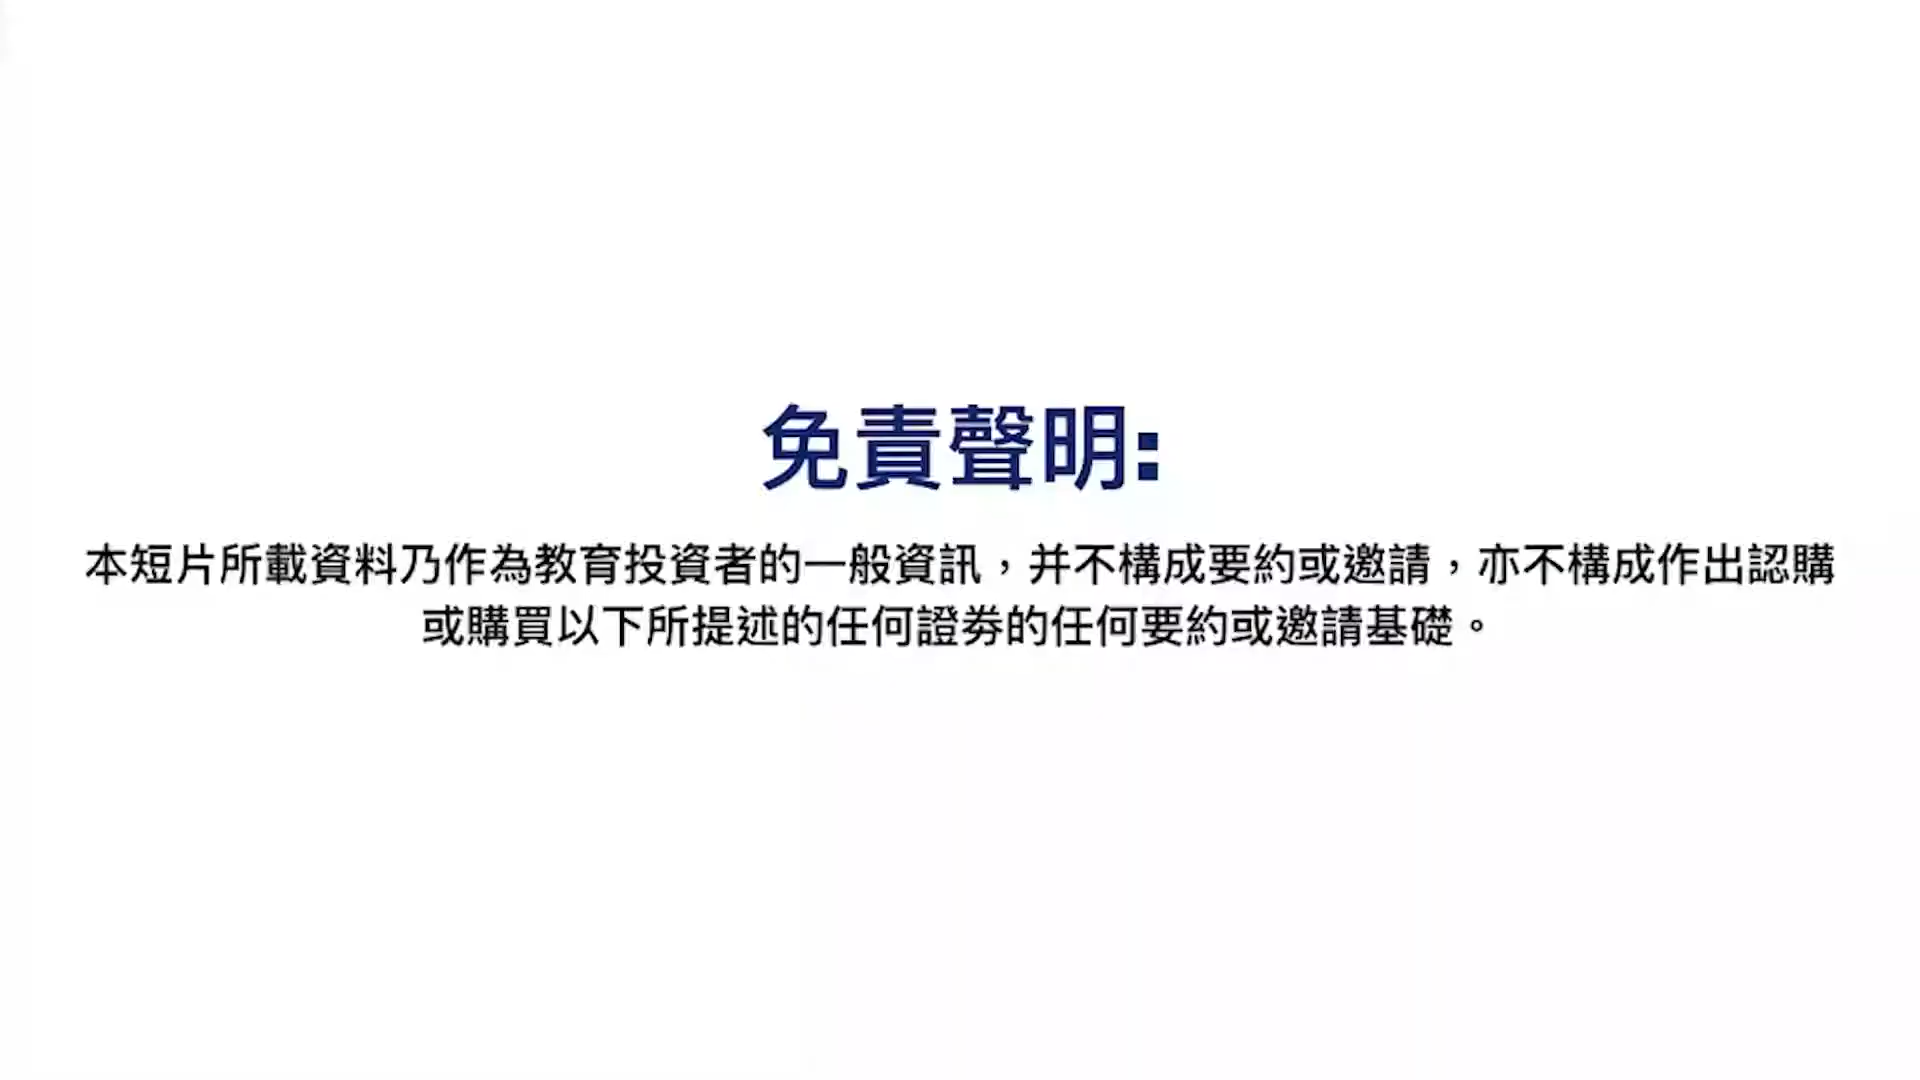 免責聲明:
本短片所載資料乃作為教育投資者的一般資訊，并不構成要約或邀請，亦不構成作出認購
或購買以下所提述的任何證券的任何要約或邀請基礎。